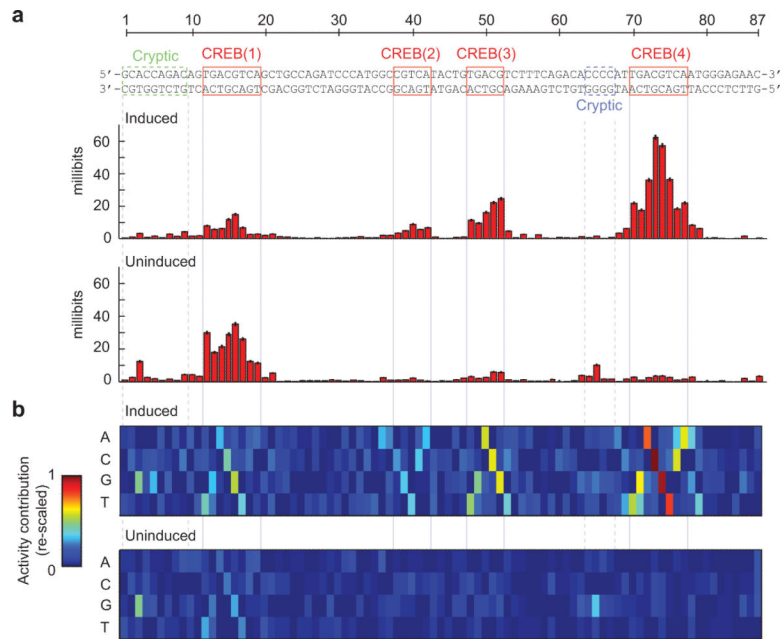 a
1 10 20 30 40 50 60 70 80 87
Cryptic CREB(1) CREB(2) CREB(3) CREB(4)
5'-GCACCAGACAGTGACGTCAGCTGCCAGATCCCATGGCCGTCATACTGTGACGTCTTTCAGACACCCCATTGACGTCAATGGGAGAAC-3'
3'-CGTGGTCTGTCACTGCAGTCGACGGTCTAGGGTACCGGCAGTATGACACTGCAGAAAGTCTGTGGGGTAACTGCAGTTACCCTCTTG-5'
Cryptic
Induced
60
40
20
0
millibits
Uninduced
60
40
20
0
millibits
b
Induced
A
C
G
T
1
0
Activity contribution
(re-scaled)
Uninduced
A
C
G
T